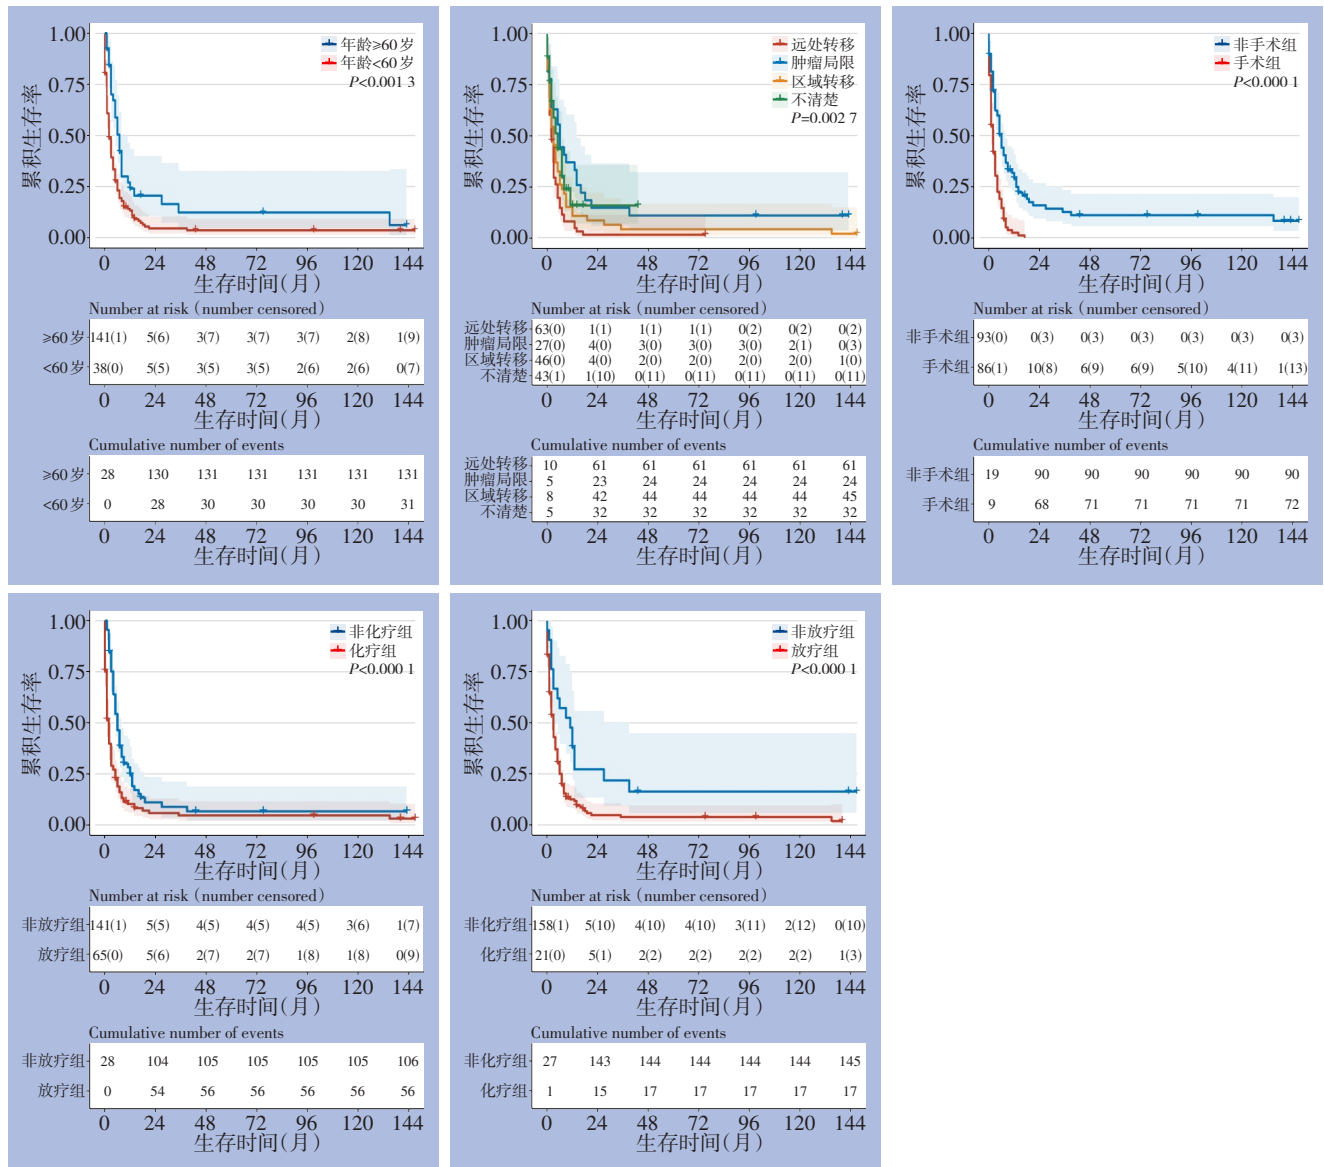 1.00
0.75
0.50
0.25
0.00
累积生存率
年龄≥60岁
年龄<60岁
P<0.001 3
0 24 48 72 96 120 144
生存时间(月)
Number at risk (number censored)
≥60岁 141(1) 5(6) 3(7) 3(7) 3(7) 2(8) 1(9)
<60岁 38(0) 5(5) 3(5) 3(5) 2(6) 2(6) 0(7)
0 24 48 72 96 120 144
生存时间(月)
Cumulative number of events
≥60岁 28 130 131 131 131 131 131
<60岁 0 28 30 30 30 30 31
0 24 48 72 96 120 144
生存时间(月)
1.00
0.75
0.50
0.25
0.00
累积生存率
远处转移
肿瘤局限
区域转移
不清楚
P=0.002 7
0 24 48 72 96 120 144
生存时间(月)
Number at risk (number censored)
远处转移 63(0) 1(1) 1(1) 1(1) 0(2) 0(2) 0(2)
肿瘤局限 27(0) 4(0) 3(0) 3(0) 3(0) 2(1) 0(3)
区域转移 46(0) 4(0) 2(0) 2(0) 2(0) 2(0) 1(0)
不清楚 43(1) 1(10) 0(11) 0(11) 0(11) 0(11) 0(11)
0 24 48 72 96 120 144
生存时间(月)
Cumulative number of events
远处转移 10 61 61 61 61 61 61
肿瘤局限 5 23 24 24 24 24 24
区域转移 8 42 44 44 44 44 45
不清楚 5 32 32 32 32 32 32
0 24 48 72 96 120 144
生存时间(月)
1.00
0.75
0.50
0.25
0.00
累积生存率
非手术组
手术组
P<0.000 1
0 24 48 72 96 120 144
生存时间(月)
Number at risk (number censored)
非手术组 93(0) 0(3) 0(3) 0(3) 0(3) 0(3) 0(3)
手术组 86(1) 10(8) 6(9) 6(9) 5(10) 4(11) 1(13)
0 24 48 72 96 120 144
生存时间(月)
Cumulative number of events
非手术组 19 90 90 90 90 90 90
手术组 9 68 71 71 71 71 72
0 24 48 72 96 120 144
生存时间(月)
1.00
0.75
0.50
0.25
0.00
累积生存率
非化疗组
化疗组
P<0.000 1
0 24 48 72 96 120 144
生存时间(月)
Number at risk (number censored)
非放疗组 141(1) 5(5) 4(5) 4(5) 4(5) 3(6) 1(7)
放疗组 65(0) 5(6) 2(7) 2(7) 1(8) 1(8) 0(9)
0 24 48 72 96 120 144
生存时间(月)
Cumulative number of events
非放疗组 28 104 105 105 105 105 106
放疗组 0 54 56 56 56 56 56
0 24 48 72 96 120 144
生存时间(月)
1.00
0.75
0.50
0.25
0.00
累积生存率
非放疗组
放疗组
P<0.000 1
0 24 48 72 96 120 144
生存时间(月)
Number at risk (number censored)
非化疗组 158(1) 5(10) 4(10) 4(10) 3(11) 2(12) 0(10)
化疗组 21(0) 5(1) 2(2) 2(2) 2(2) 2(2) 1(3)
0 24 48 72 96 120 144
生存时间(月)
Cumulative number of events
非化疗组 27 143 144 144 144 144 145
化疗组 1 15 17 17 17 17 17
0 24 48 72 96 120 144
生存时间(月)